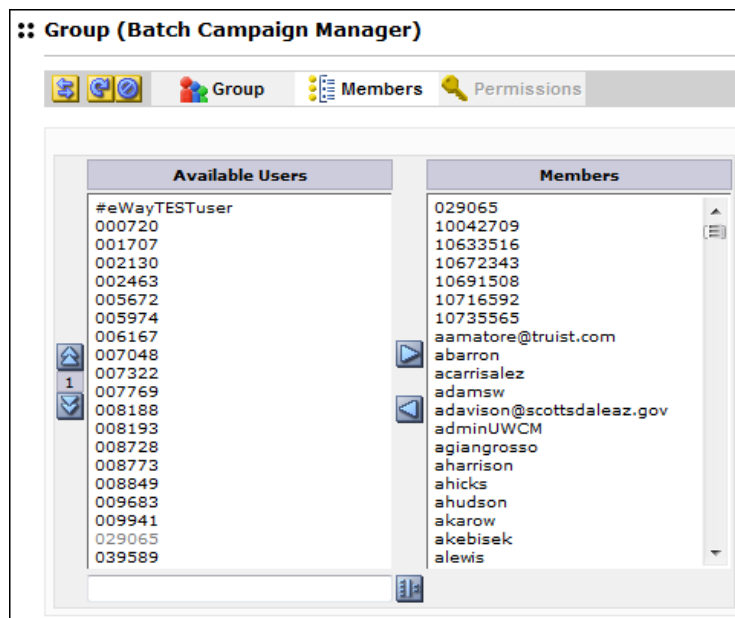 Group (Batch Campaign Manager)
Group Members Permissions
Available Users
#eWayTESTuser
000720
001707
002130
002463
005672
005974
006167
007048
007322
007769
008188
008193
008728
008773
008849
009683
009941
029065
039589
1
Members
029065
10042709
10633516
10672343
10691508
10716592
10735565
aamatore@truist.com
abarron
acarrisalez
adamsw
adavison@scottsdaleaz.gov
adminUWCM
agiangrosso
aharrison
ahicks
ahudson
akarow
akebisek
alewis